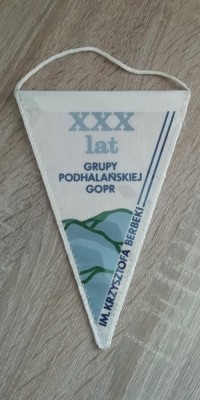 XXX
lat
GRUPY
PODHALAŃSKIEJ
GOPR
IM. KRZYSZTOFA BERBEKI